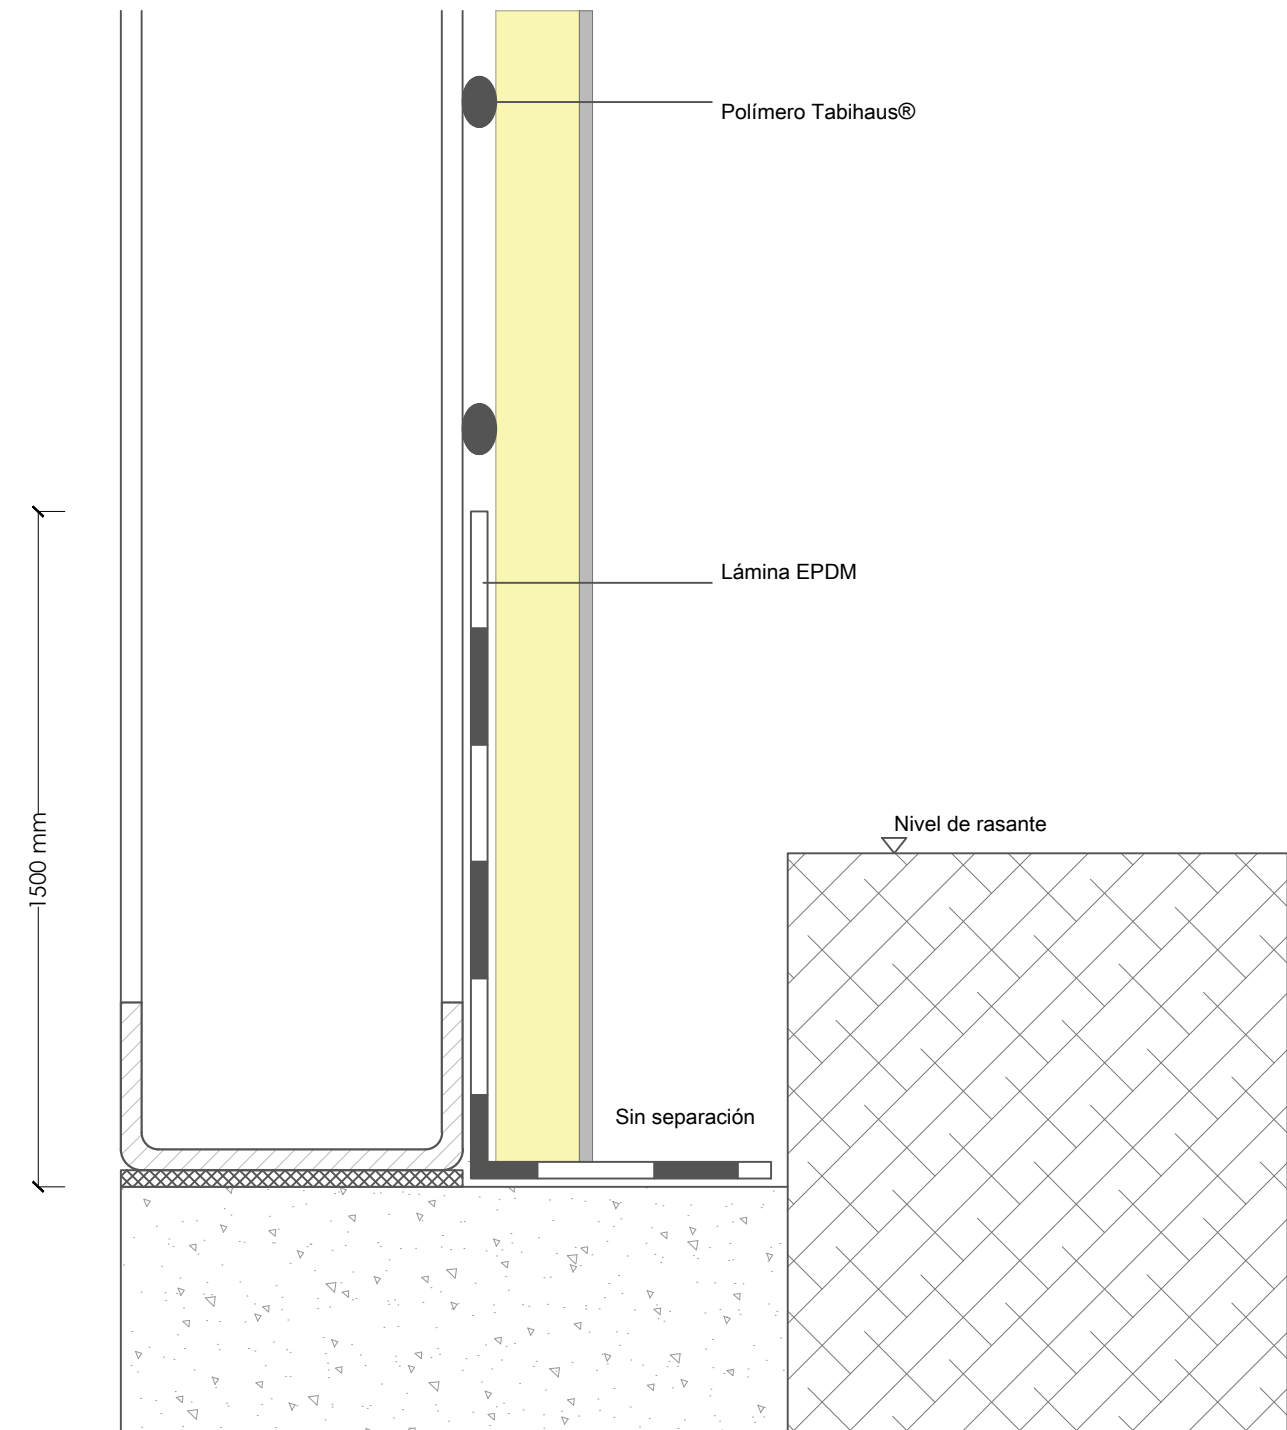 Polímero Tabihaus®
Lámina EPDM
Nivel de rasante
1500 mm
Sin separación